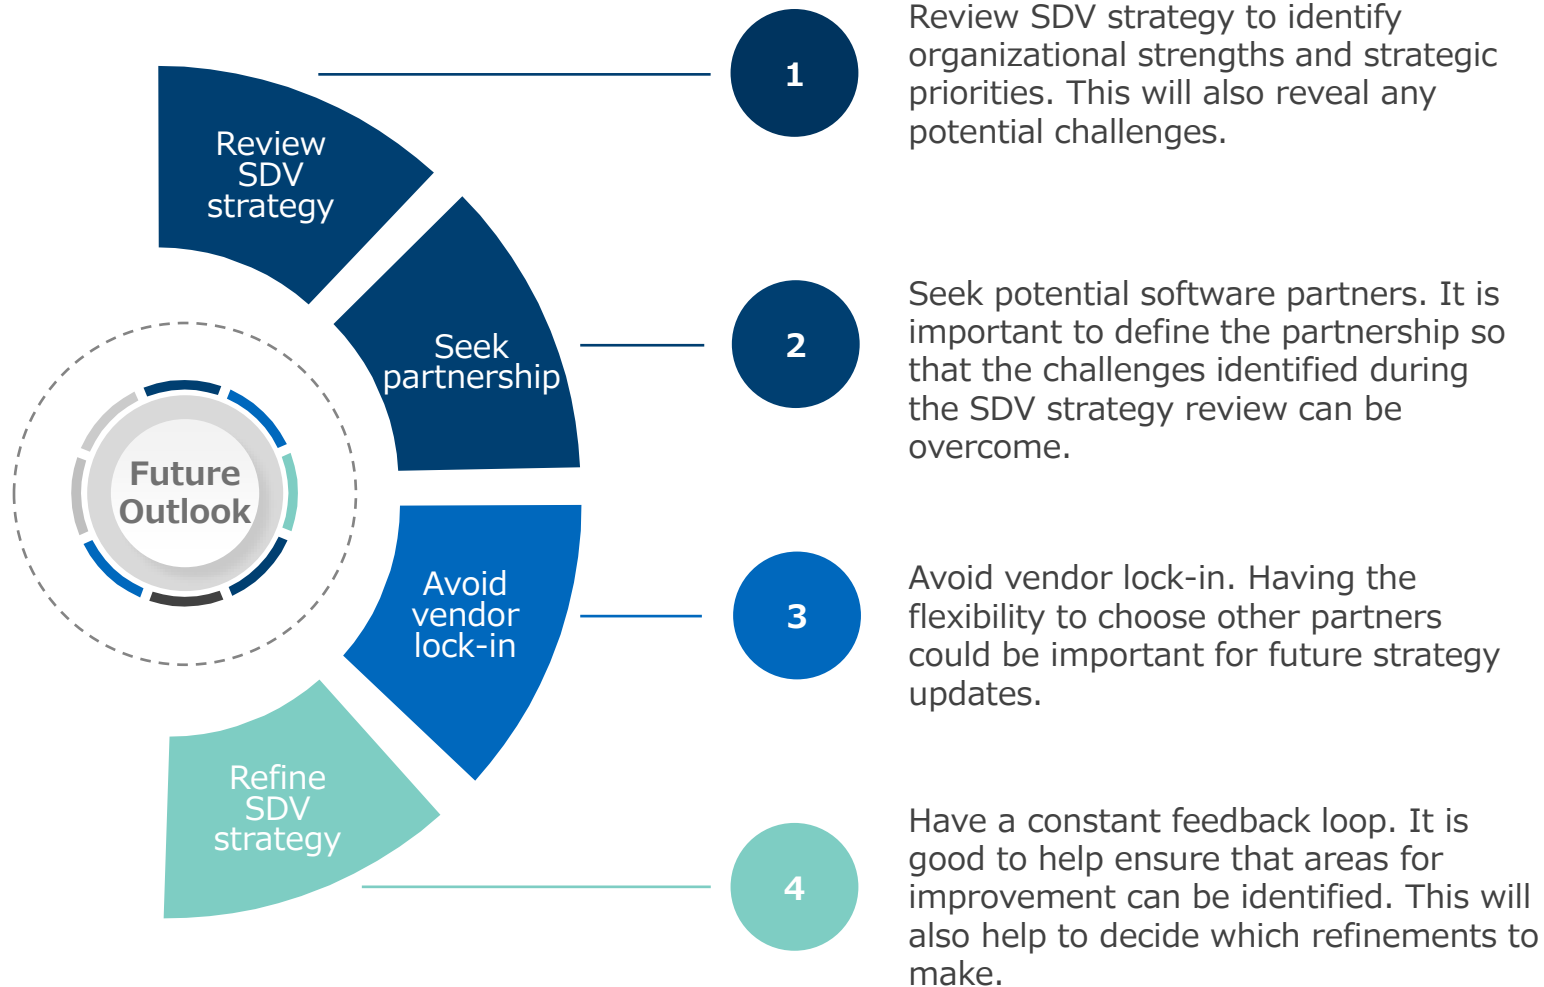 Review
SDV
strategy
1
Review SDV strategy to identify
organizational strengths and strategic
priorities. This will also reveal any
potential challenges.
Seek
partnership
2
Seek potential software partners. It is
important to define the partnership so
that the challenges identified during
the SDV strategy review can be
overcome.
Future
Outlook
Avoid
vendor
lock-in
3
Avoid vendor lock-in. Having the
flexibility to choose other partners
could be important for future strategy
updates.
Refine
SDV
strategy
4
Have a constant feedback loop. It is
good to help ensure that areas for
improvement can be identified. This will
also help to decide which refinements to
make.